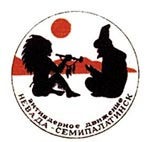 антиядерное движение
НЕВАДА-СЕМИПАЛАТИНСК